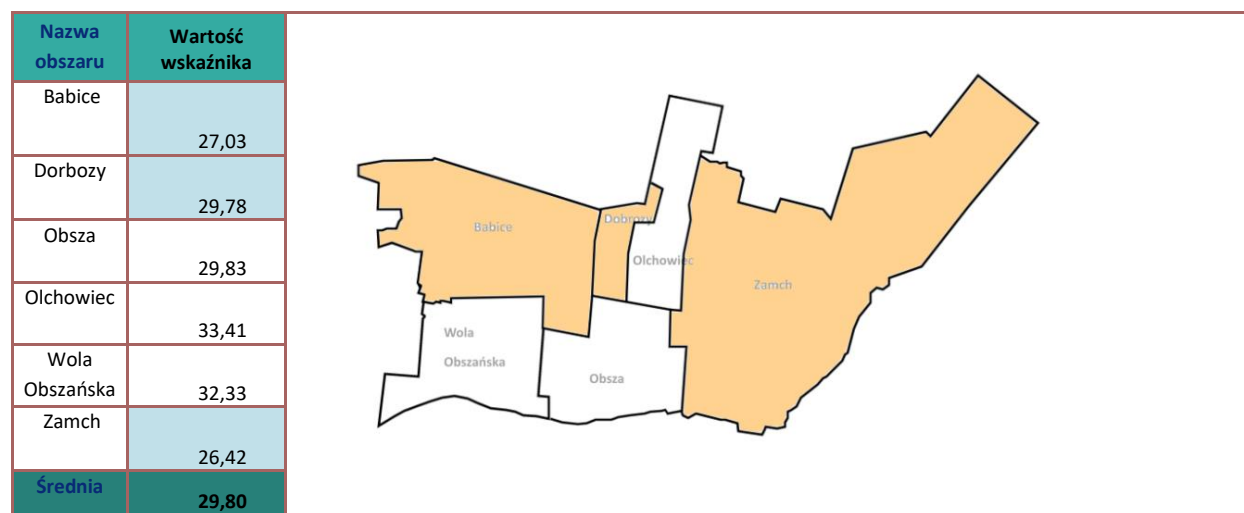 Nazwa obszaru Wartość wskaźnika
Babice 27,03
Dorbozy 29,78
Obsza 29,83
Olchowiec 33,41
Wola Obszańska 32,33
Zamch 26,42
Średnia 29,80
Babice
Dobrozy
Olchowiec
Zamch
Wola
Obszańska
Obsza